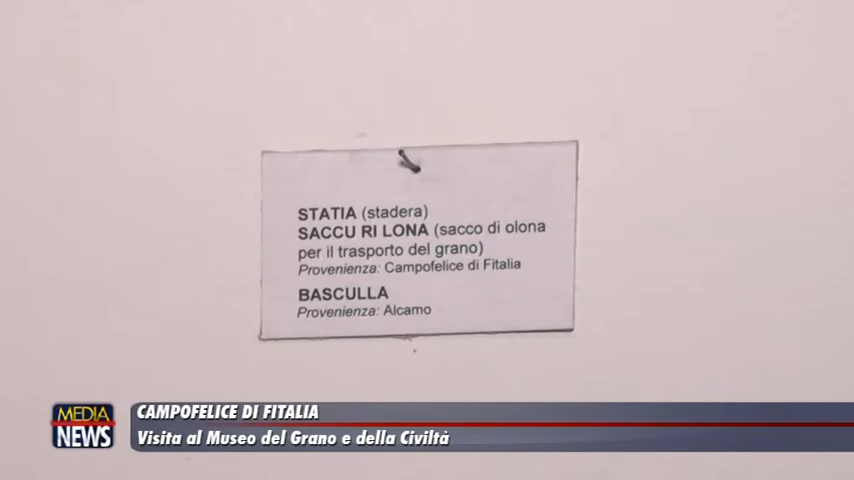 STATIA (stadera)
SACCU RI LONA (sacco di olona
per il trasporto del grano)
Provenienza: Campofelice di Fitalia
BASCULLA
Provenienza: Alcamo
MEDIA
NEWS
CAMPOFELICE DI FITALIA
Visita al Museo del Grano e della Civiltà